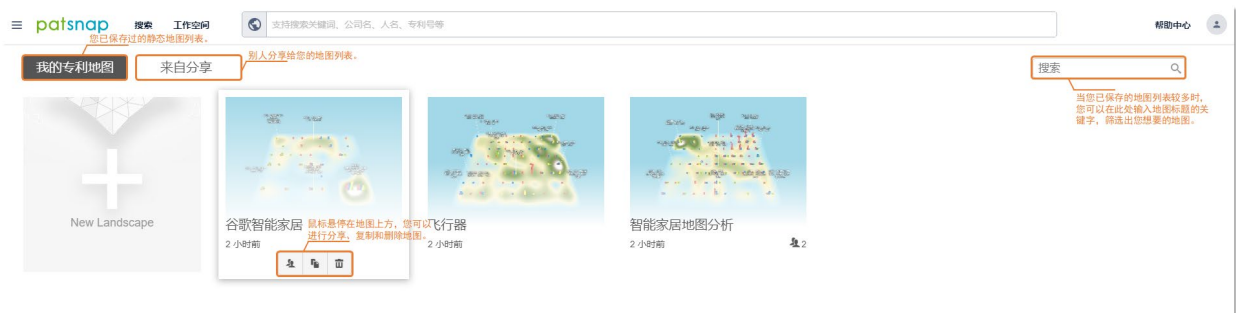 patsnap 搜索 工作空间 支持搜索关键词、公司名、人名、专利号等 帮助中心
您已保存过的静态地图列表。
别人分享给您的地图列表。
我的专利地图 来自分享 搜索
当您已保存的地图列表较多时，
您可以在此处输入地图标题的关
键字，筛选出您想要的地图。
New Landscape
谷歌智能家居 飞行器 智能家居地图分析
鼠标悬停在地图上方，您可以
进行分享、复制和删除地图。
2 小时前 2 小时前 2 小时前 2